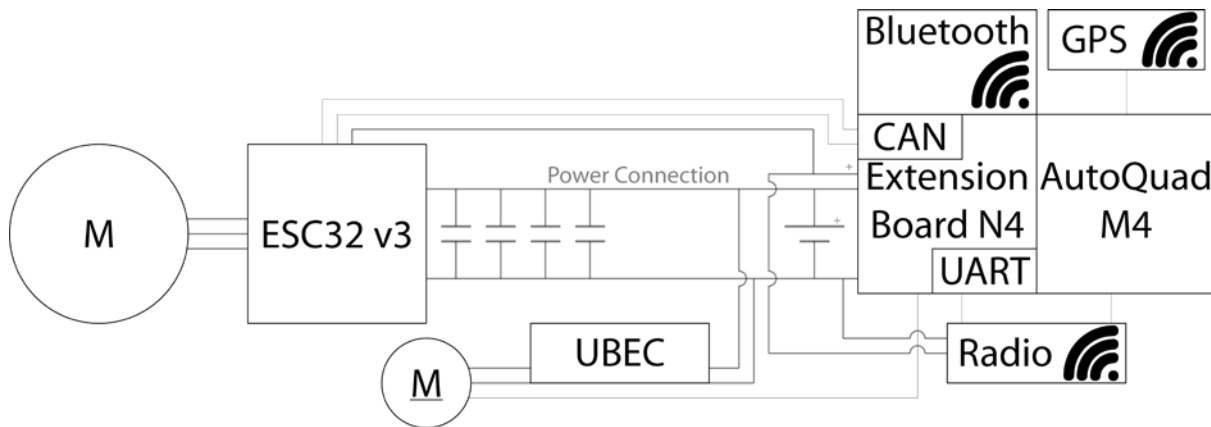 Bluetooth
GPS
CAN
+
Power Connection
Extension
AutoQuad
M
ESC32 v3
+
Board N4
M4
UART
UBEC
Radio
M